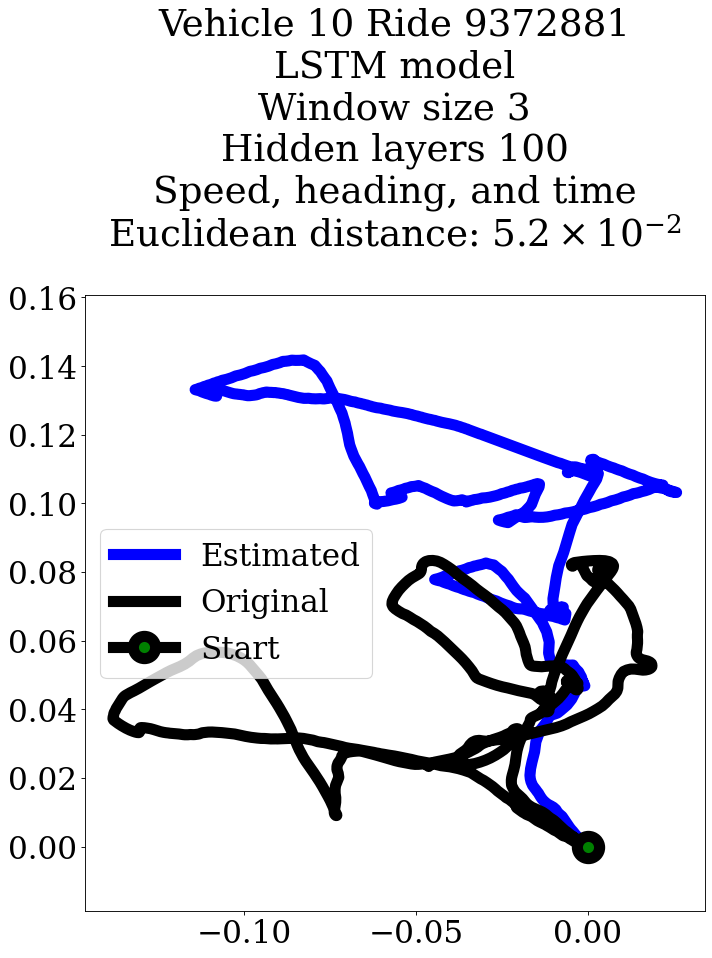 Vehicle 10 Ride 9372881
LSTM model
Window size 3
Hidden layers 100
Speed, heading, and time
Euclidean distance: 5.2 × 10⁻²
0.16
0.14
0.12
0.10
0.08
0.06
0.04
0.02
0.00
Estimated
Original
Start
−0.10 −0.05 0.00